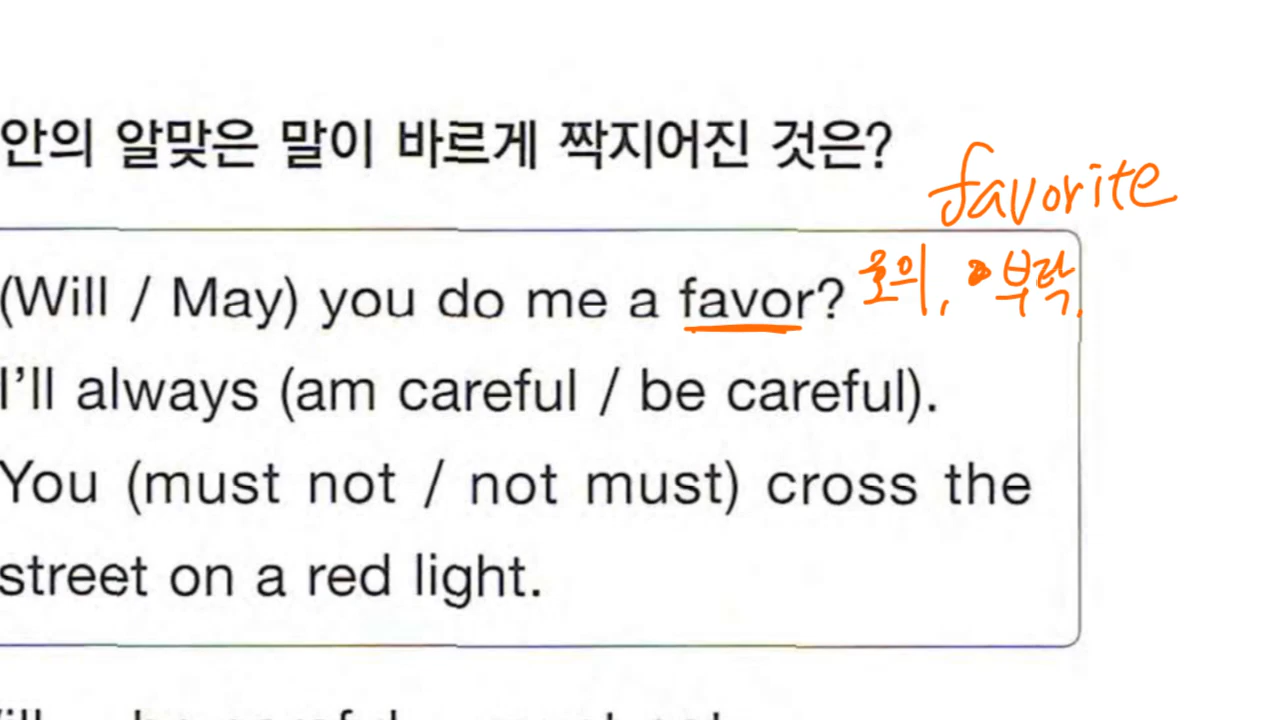 안의 알맞은 말이 바르게 짝지어진 것은?
favorite
(Will / May) you do me a favor? 호의, 부탁.
I'll always (am careful / be careful).
You (must not / not must) cross the
street on a red light.